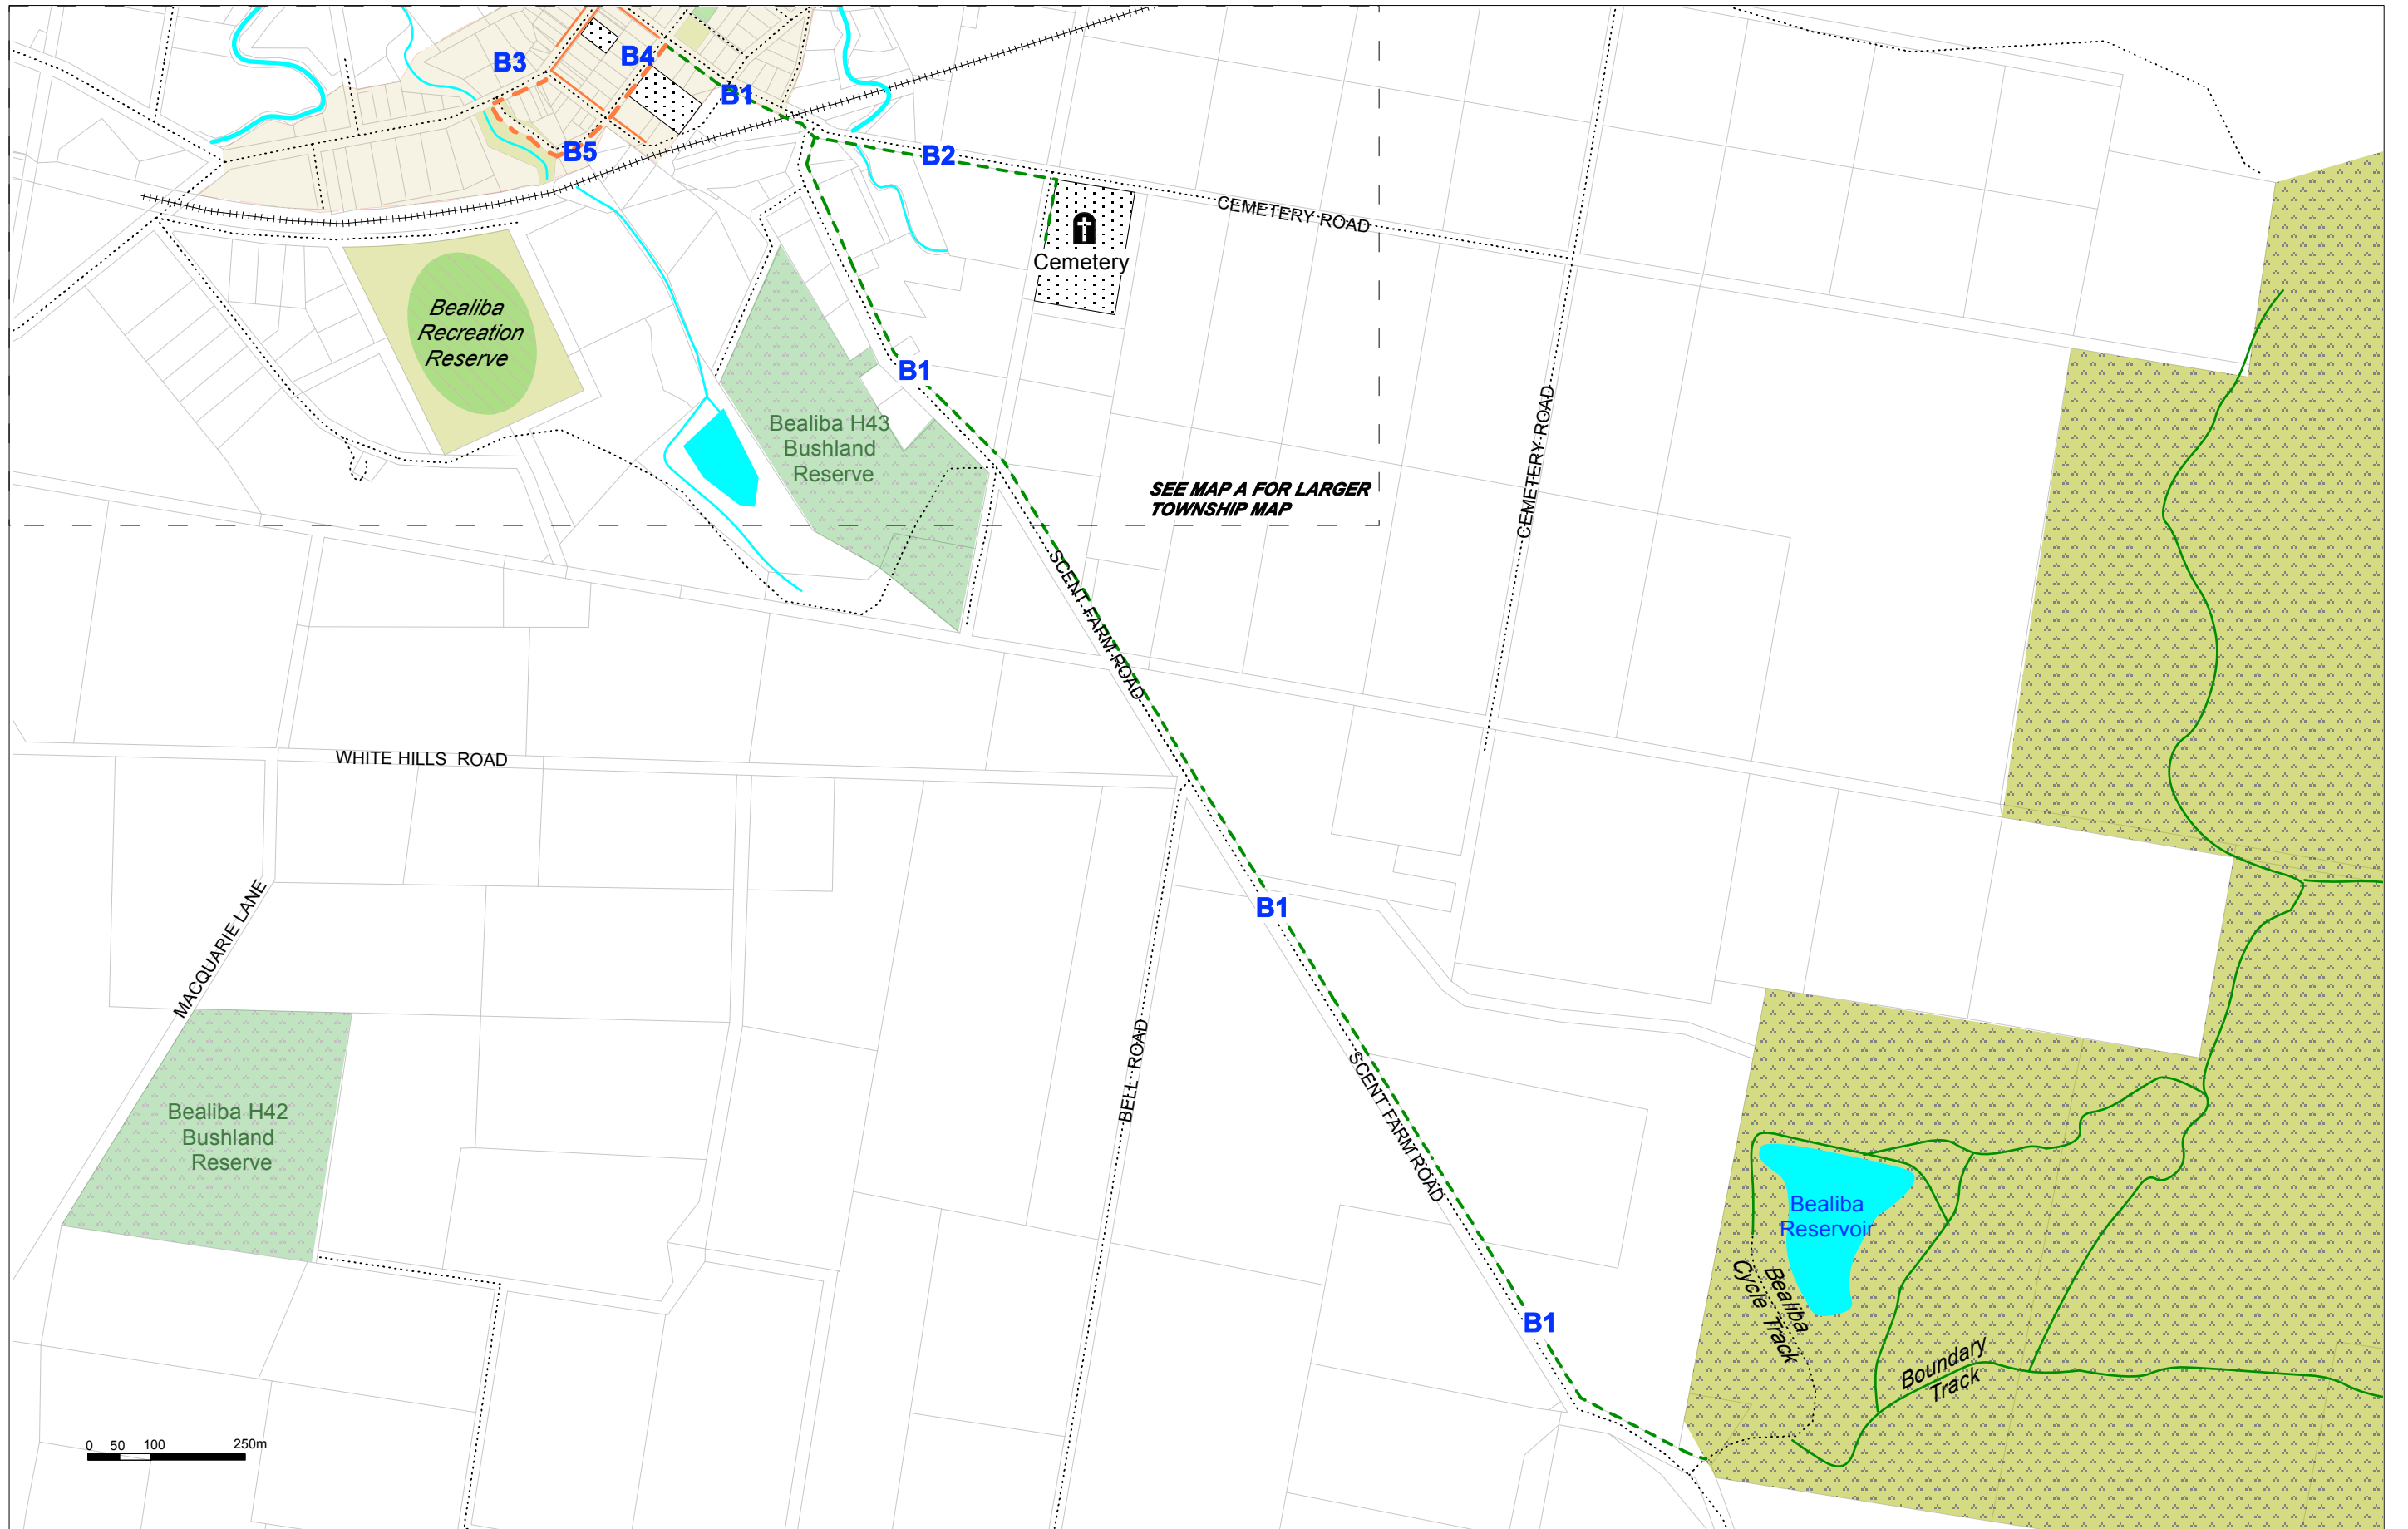 B3
B4
B1
B5
B2
CEMETERY ROAD
Cemetery
Bealiba
Recreation
Reserve
B1
Bealiba H43
Bushland
Reserve
CEMETERY ROAD
SEE MAP A FOR LARGER
TOWNSHIP MAP
SCENT FARM ROAD
WHITE HILLS ROAD
B1
MACQUARIE LANE
BELL ROAD
SCENT FARM ROAD
Bealiba H42
Bushland
Reserve
Bealiba
Reservoir
Bealiba
Cycle Track
B1
Boundary
Track
0 50 100 250m